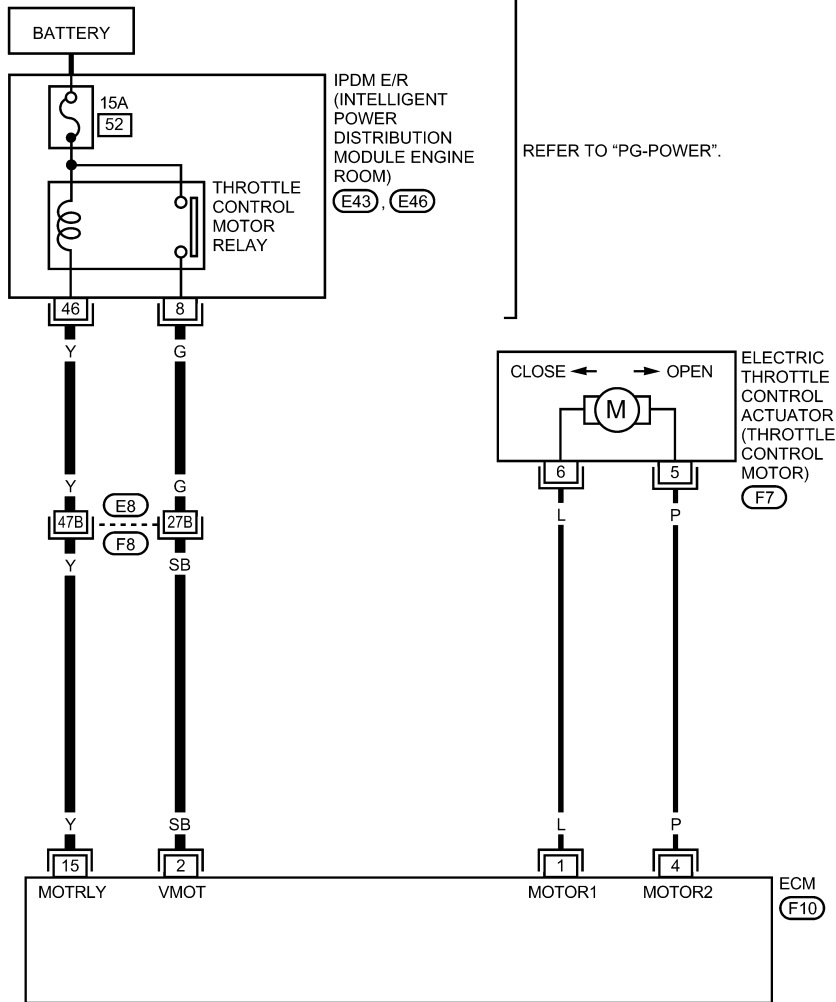 BATTERY
15A
52
IPDM E/R
(INTELLIGENT
POWER
DISTRIBUTION
MODULE ENGINE
ROOM)
E43 , E46
REFER TO “PG-POWER”.
THROTTLE
CONTROL
MOTOR
RELAY
46
8
Y
G
CLOSE
OPEN
M
ELECTRIC
THROTTLE
CONTROL
ACTUATOR
(THROTTLE
CONTROL
MOTOR)
F7
6
5
L
P
Y
G
47B
E8
F8
27B
Y
SB
Y
SB
L
P
15
2
1
4
MOTRLY
VMOT
MOTOR1
MOTOR2
ECM
F10